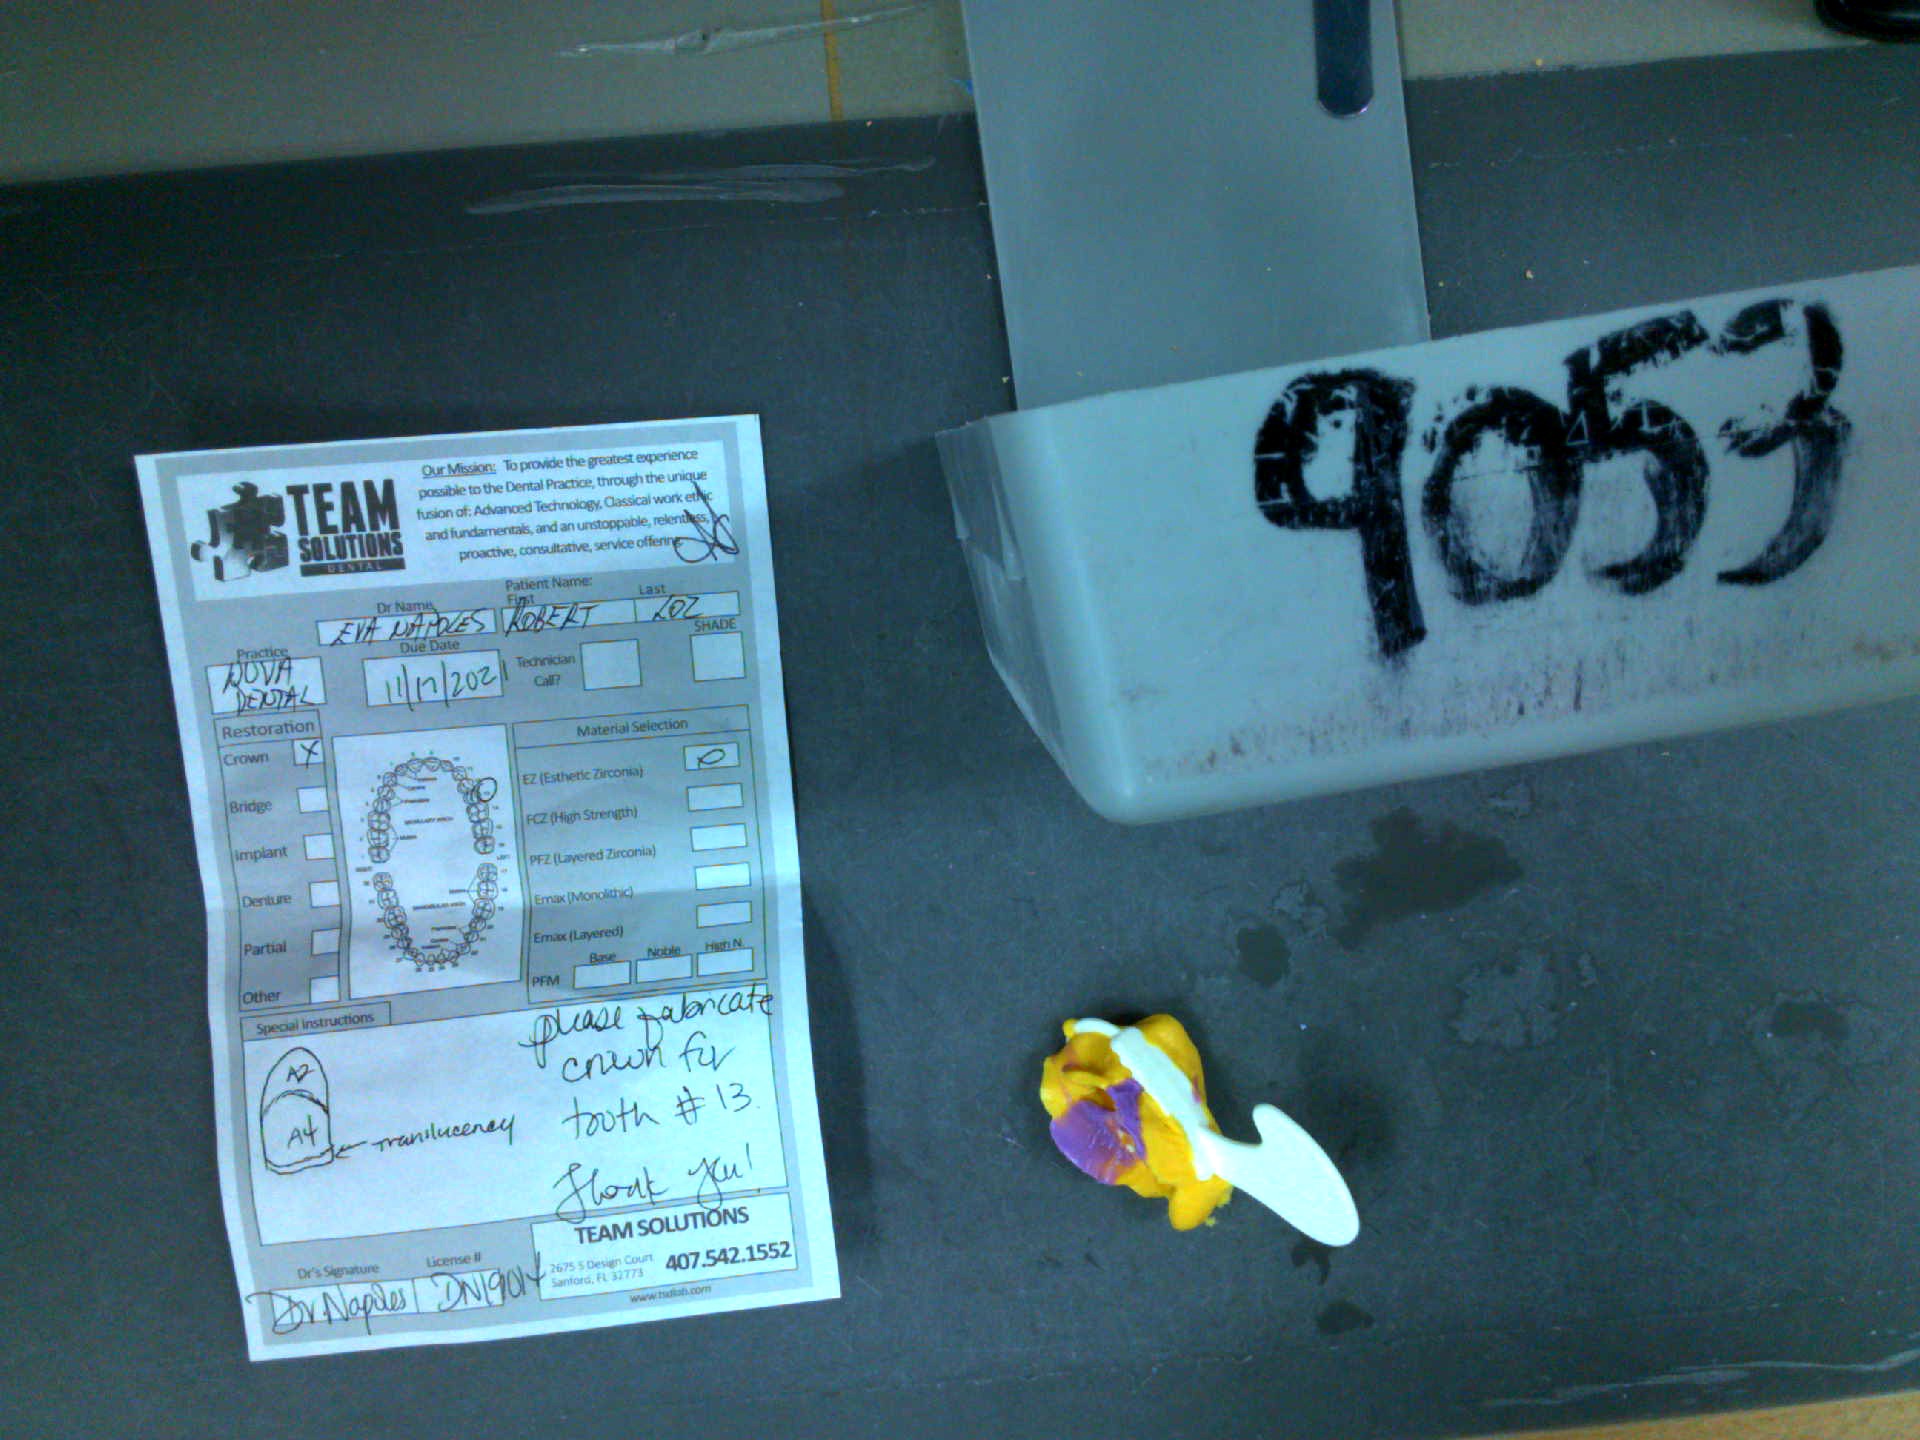 TEAM
SOLUTIONS
DENTAL
Our Mission: To provide the greatest experience
possible to the Dental Practice, through the unique
fusion of: Advanced Technology, Classical work ethic
and fundamentals, and an unstoppable, relentless,
proactive, consultative, service offering.
Dr Name
Patient Name:
First
Last
EVA NAPOLES
ROBERT
LOZ
Practice
NOVA
DENTAL
Due Date
11/17/2021
Technician
Call?
SHADE
Restoration
Crown X
Bridge
Implant
Denture
Partial
Other
Material Selection
EZ (Esthetic Zirconia)
FCZ (High Strength)
PFZ (Layered Zirconia)
Emax (Monolithic)
Emax (Layered)
Base Noble High N.
PFM
Special Instructions
A2
A4
translucency
please fabricate
crown for
tooth # 13.
Thank you!
Dr's Signature
License #
Dr. Napoles
DN19014
TEAM SOLUTIONS
2675 S Design Court
Sanford, FL 32773
407.542.1552
www.tsdlab.com
9053